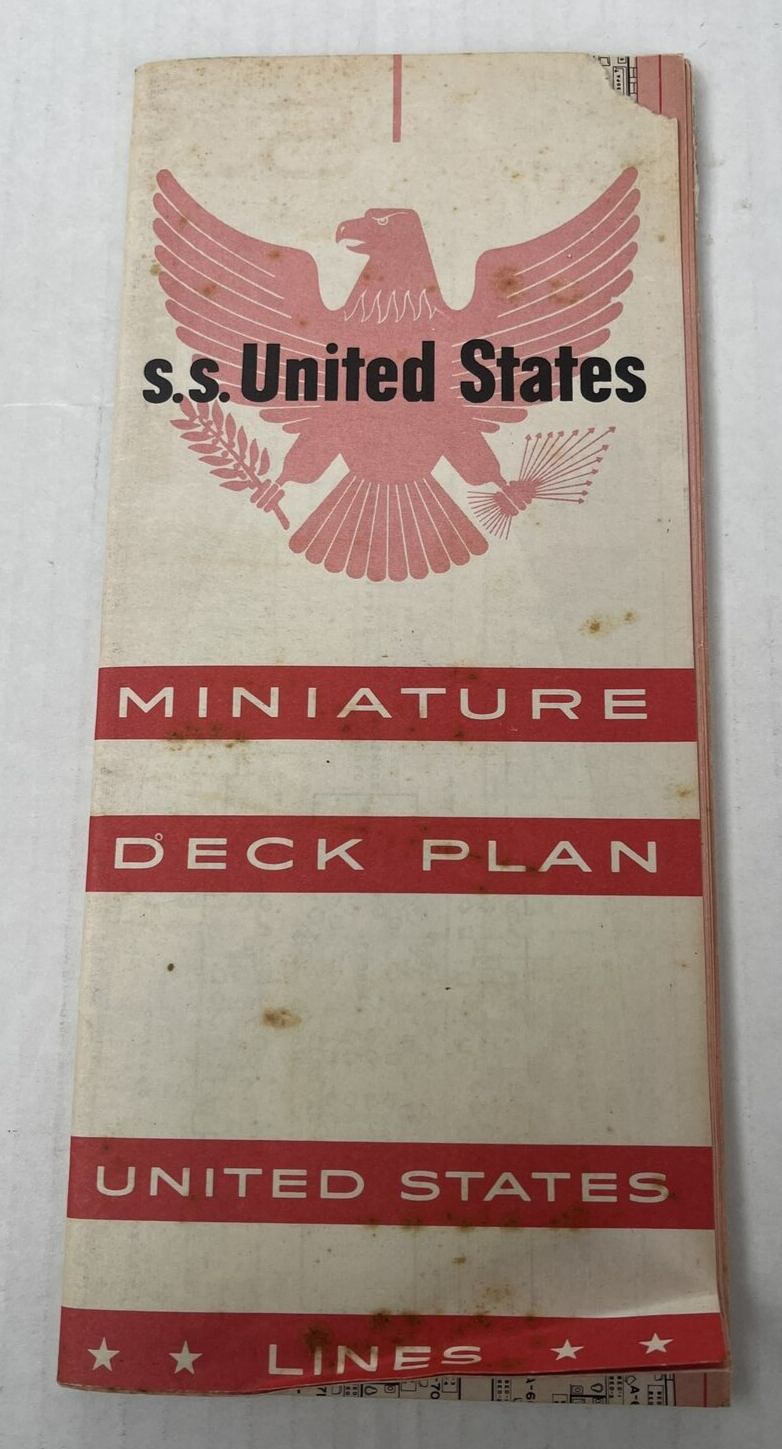 s.s. United States
MINIATURE
DECK PLAN
UNITED STATES
LINES